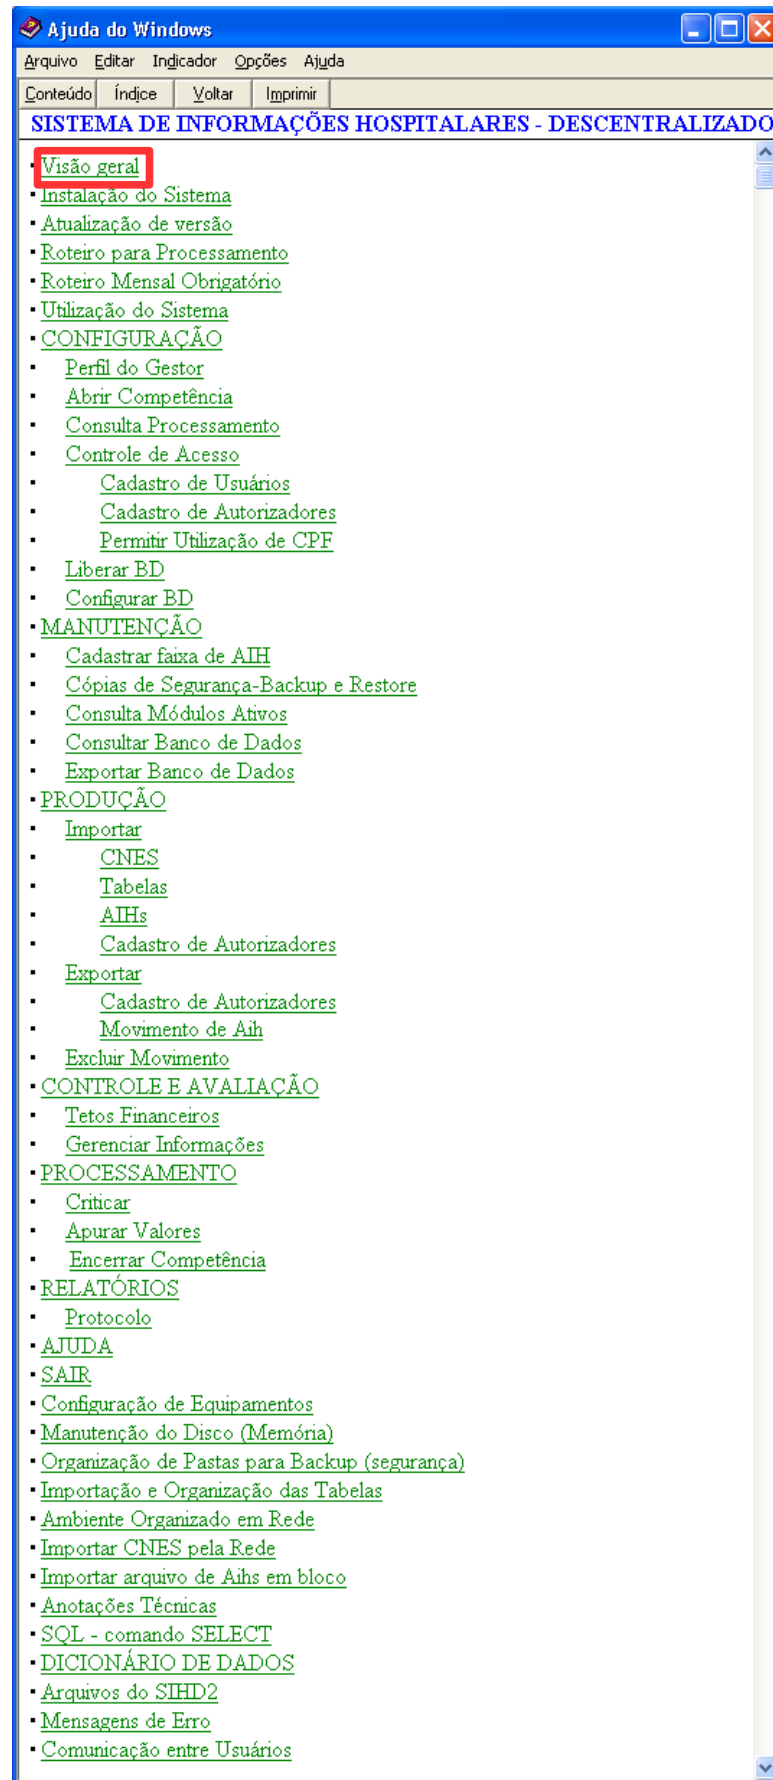 Ajuda do Windows
Arquivo Editar Indicador Opções Ajuda
Conteúdo Índice Voltar Imprimir
SISTEMA DE INFORMAÇÕES HOSPITALARES - DESCENTRALIZADO
Visão geral
Instalação do Sistema
Atualização de versão
Roteiro para Processamento
Roteiro Mensal Obrigatório
Utilização do Sistema
CONFIGURAÇÃO
Perfil do Gestor
Abrir Competência
Consulta Processamento
Controle de Acesso
Cadastro de Usuários
Cadastro de Autorizadores
Permitir Utilização de CPF
Liberar BD
Configurar BD
MANUTENÇÃO
Cadastrar faixa de AIH
Cópias de Segurança-Backup e Restore
Consulta Módulos Ativos
Consultar Banco de Dados
Exportar Banco de Dados
PRODUÇÃO
Importar
CNES
Tabelas
AIHs
Cadastro de Autorizadores
Exportar
Cadastro de Autorizadores
Movimento de Aih
Excluir Movimento
CONTROLE E AVALIAÇÃO
Tetos Financeiros
Gerenciar Informações
PROCESSAMENTO
Criticar
Apurar Valores
Encerrar Competência
RELATÓRIOS
Protocolo
AJUDA
SAIR
Configuração de Equipamentos
Manutenção do Disco (Memória)
Organização de Pastas para Backup (segurança)
Importação e Organização das Tabelas
Ambiente Organizado em Rede
Importar CNES pela Rede
Importar arquivo de Aihs em bloco
Anotações Técnicas
SQL - comando SELECT
DICIONÁRIO DE DADOS
Arquivos do SIHD2
Mensagens de Erro
Comunicação entre Usuários